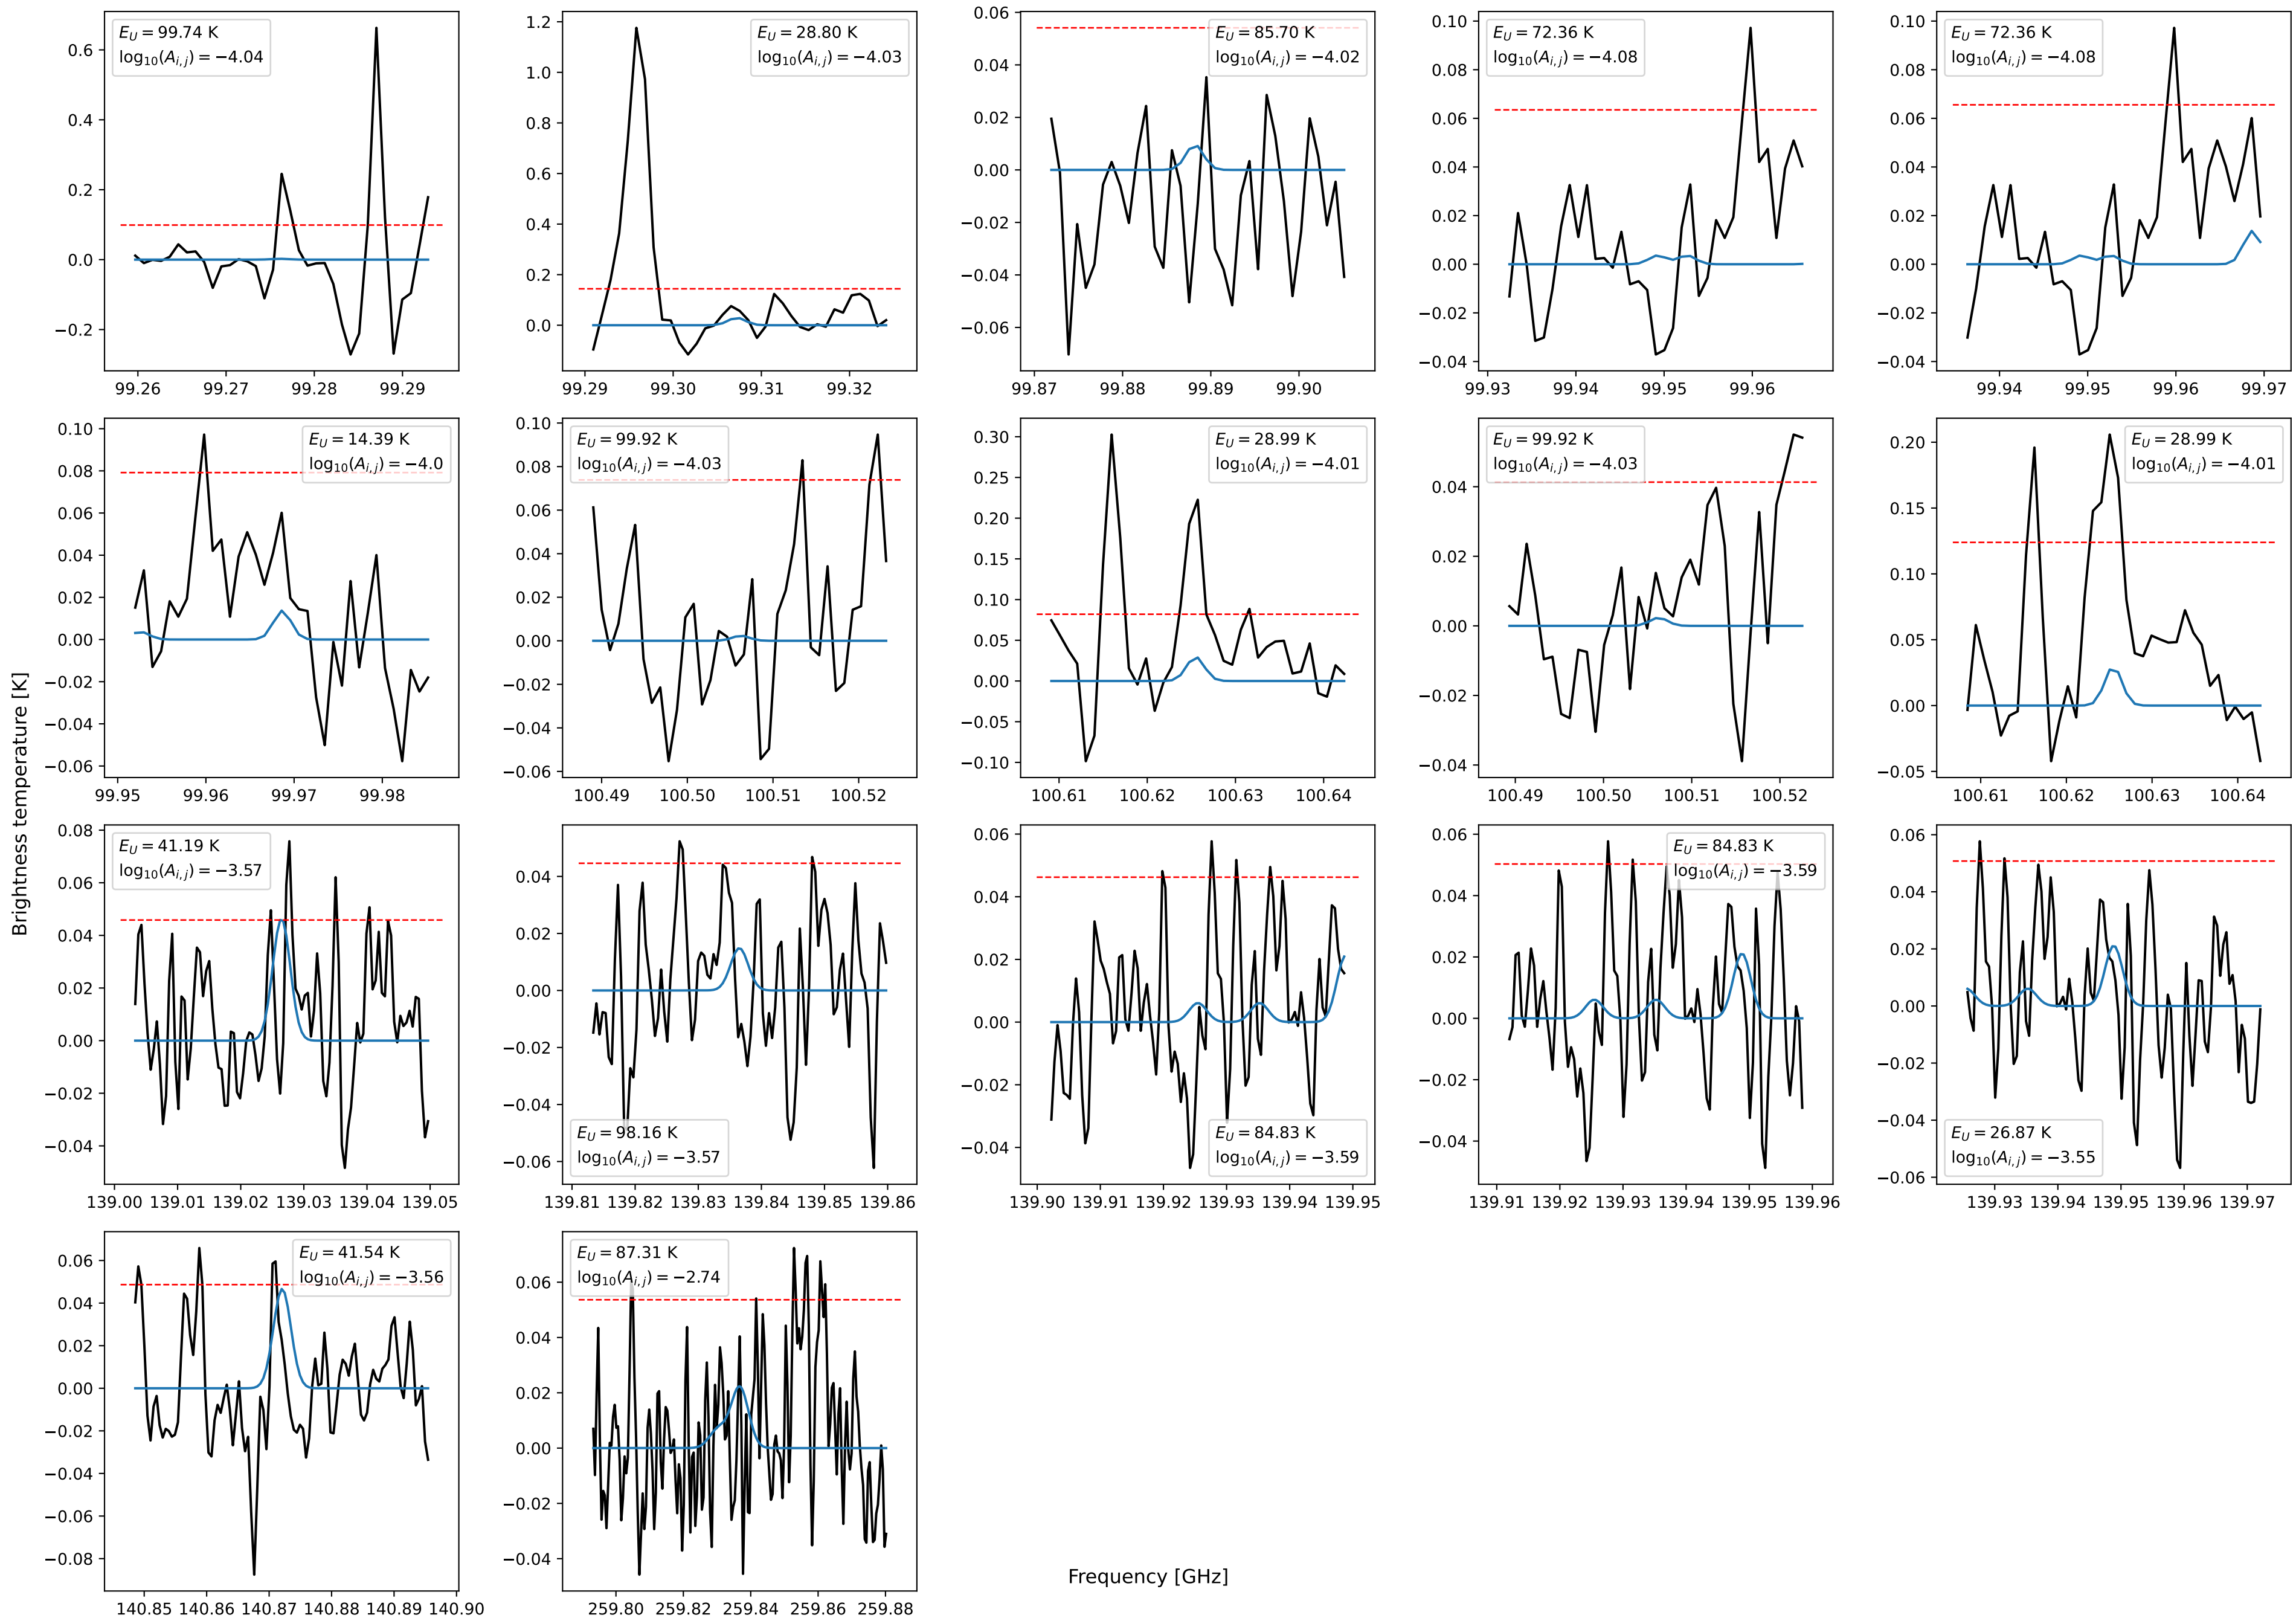 E_U = 99.74 K
log₁₀(A_{i,j}) = −4.04
0.6
0.4
0.2
0.0
−0.2
99.26 99.27 99.28 99.29
E_U = 28.80 K
log₁₀(A_{i,j}) = −4.03
1.2
1.0
0.8
0.6
0.4
0.2
0.0
99.29 99.30 99.31 99.32
E_U = 85.70 K
log₁₀(A_{i,j}) = −4.02
0.06
0.04
0.02
0.00
−0.02
−0.04
−0.06
99.87 99.88 99.89 99.90
E_U = 72.36 K
log₁₀(A_{i,j}) = −4.08
0.10
0.08
0.06
0.04
0.02
0.00
−0.02
−0.04
99.93 99.94 99.95 99.96
E_U = 72.36 K
log₁₀(A_{i,j}) = −4.08
0.10
0.08
0.06
0.04
0.02
0.00
−0.02
−0.04
99.94 99.95 99.96 99.97
E_U = 14.39 K
log₁₀(A_{i,j}) = −4.0
0.10
0.08
0.06
0.04
0.02
0.00
−0.02
−0.04
−0.06
99.95 99.96 99.97 99.98
E_U = 99.92 K
log₁₀(A_{i,j}) = −4.03
0.10
0.08
0.06
0.04
0.02
0.00
−0.02
−0.04
−0.06
100.49 100.50 100.51 100.52
E_U = 28.99 K
log₁₀(A_{i,j}) = −4.01
0.30
0.25
0.20
0.15
0.10
0.05
0.00
−0.05
−0.10
100.61 100.62 100.63 100.64
E_U = 99.92 K
log₁₀(A_{i,j}) = −4.03
0.04
0.02
0.00
−0.02
−0.04
100.49 100.50 100.51 100.52
E_U = 28.99 K
log₁₀(A_{i,j}) = −4.01
0.20
0.15
0.10
0.05
0.00
−0.05
100.61 100.62 100.63 100.64
Brightness temperature [K]
E_U = 41.19 K
log₁₀(A_{i,j}) = −3.57
0.08
0.06
0.04
0.02
0.00
−0.02
−0.04
139.00 139.01 139.02 139.03 139.04 139.05
0.04
0.02
0.00
−0.02
−0.04
−0.06
E_U = 98.16 K
log₁₀(A_{i,j}) = −3.57
139.81 139.82 139.83 139.84 139.85 139.86
0.06
0.04
0.02
0.00
−0.02
−0.04
E_U = 84.83 K
log₁₀(A_{i,j}) = −3.59
139.90 139.91 139.92 139.93 139.94 139.95
E_U = 84.83 K
log₁₀(A_{i,j}) = −3.59
0.06
0.04
0.02
0.00
−0.02
−0.04
139.91 139.92 139.93 139.94 139.95 139.96
0.06
0.04
0.02
0.00
−0.02
−0.04
−0.06
E_U = 26.87 K
log₁₀(A_{i,j}) = −3.55
139.93 139.94 139.95 139.96 139.97
E_U = 41.54 K
log₁₀(A_{i,j}) = −3.56
0.06
0.04
0.02
0.00
−0.02
−0.04
−0.06
−0.08
140.85 140.86 140.87 140.88 140.89 140.90
E_U = 87.31 K
log₁₀(A_{i,j}) = −2.74
0.06
0.04
0.02
0.00
−0.02
−0.04
259.80 259.82 259.84 259.86 259.88
Frequency [GHz]